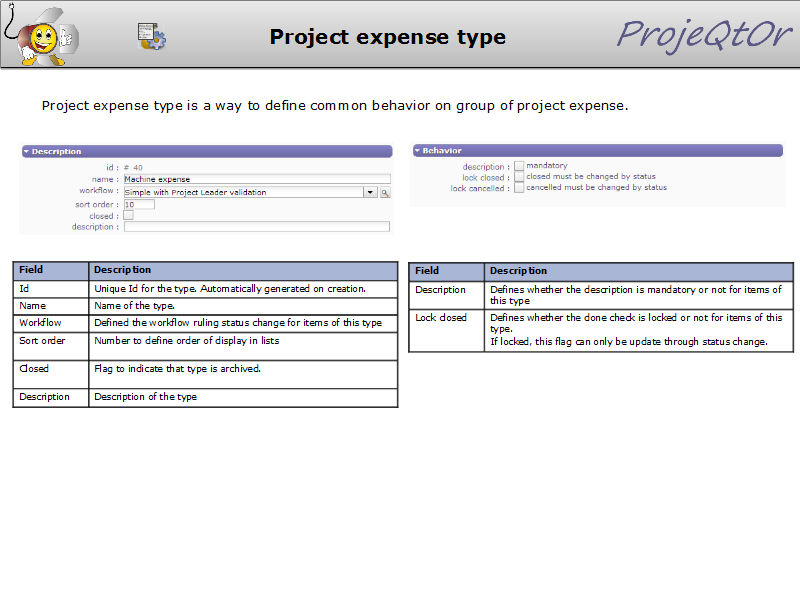 Project expense type
ProjeQtOr
Project expense type is a way to define common behavior on group of project expense.
Description
id : # 40
name : Machine expense
workflow : Simple with Project Leader validation
sort order : 10
closed :
description :
Behavior
description : mandatory
lock closed : closed must be changed by status
lock cancelled : cancelled must be changed by status
Field Description
Id Unique Id for the type. Automatically generated on creation.
Name Name of the type.
Workflow Defined the workflow ruling status change for items of this type
Sort order Number to define order of display in lists
Closed Flag to indicate that type is archived.
Description Description of the type
Field Description
Description Defines whether the description is mandatory or not for items of
this type
Lock closed Defines whether the done check is locked or not for items of this
type.
If locked, this flag can only be update through status change.